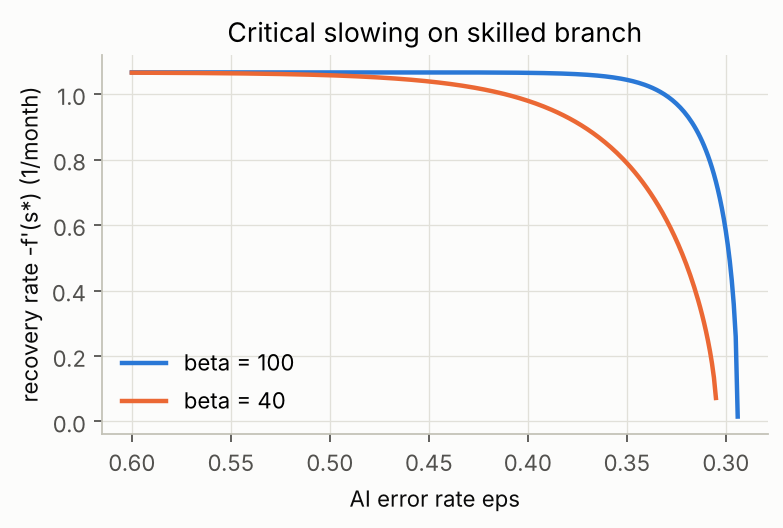 Critical slowing on skilled branch
recovery rate -f'(s*) (1/month)
1.0
0.8
0.6
0.4
0.2
0.0
beta = 100
beta = 40
0.60 0.55 0.50 0.45 0.40 0.35 0.30
AI error rate eps